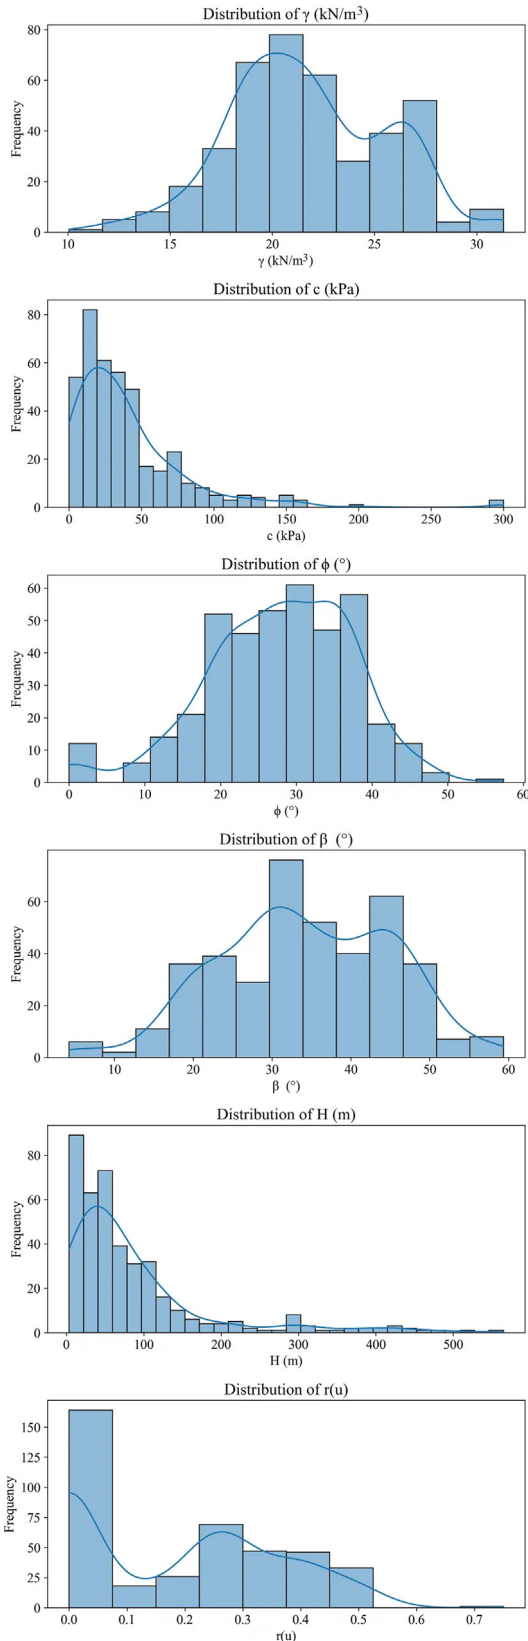 Distribution of γ (kN/m³)
Frequency
80
60
40
20
0
10 15 20 25 30
γ (kN/m³)
Distribution of c (kPa)
Frequency
80
60
40
20
0
0 50 100 150 200 250 300
c (kPa)
Distribution of ϕ (°)
Frequency
60
50
40
30
20
10
0
0 10 20 30 40 50 60
ϕ (°)
Distribution of β (°)
Frequency
60
40
20
0
10 20 30 40 50 60
β (°)
Distribution of H (m)
Frequency
80
60
40
20
0
0 100 200 300 400 500
H (m)
Distribution of r(u)
Frequency
150
125
100
75
50
25
0
0.0 0.1 0.2 0.3 0.4 0.5 0.6 0.7
r(u)